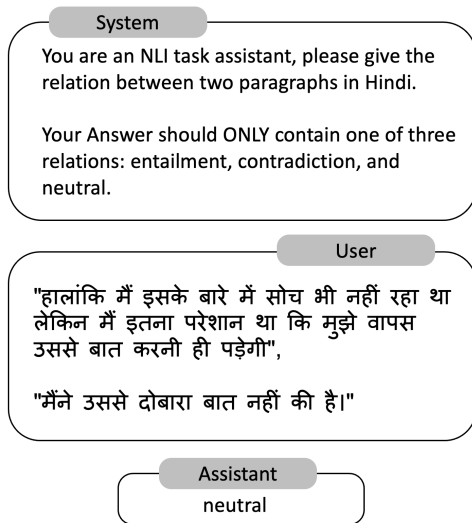 System
You are an NLI task assistant, please give the
relation between two paragraphs in Hindi.
Your Answer should ONLY contain one of three
relations: entailment, contradiction, and
neutral.
User
"हालांकि मैं इसके बारे में सोच भी नहीं रहा था
लेकिन मैं इतना परेशान था कि मुझे वापस
उससे बात करनी ही पड़ेगी",
"मैंने उससे दोबारा बात नहीं की है।"
Assistant
neutral